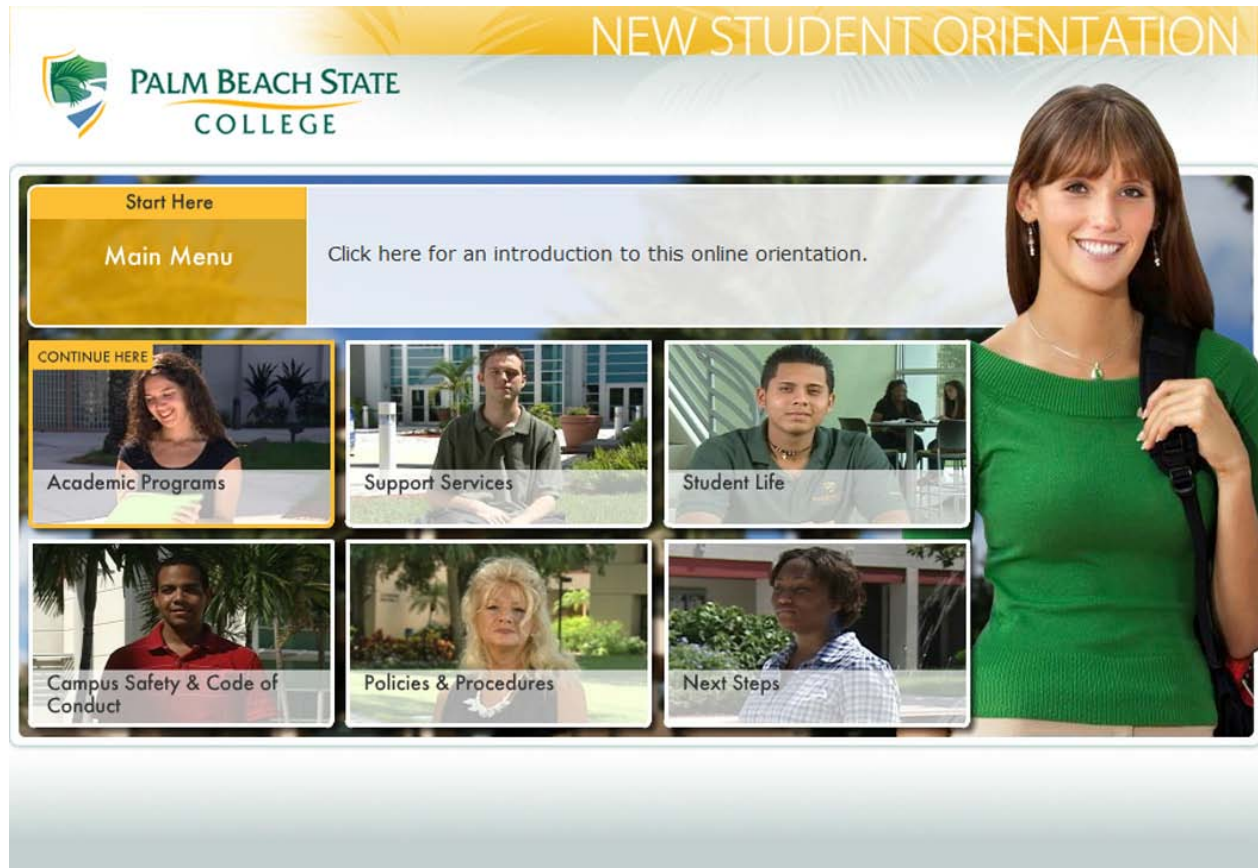 NEW STUDENT ORIENTATION
PALM BEACH STATE
COLLEGE
Start Here
Main Menu
Click here for an introduction to this online orientation.
CONTINUE HERE
Academic Programs
Support Services
Student Life
Campus Safety & Code of
Conduct
Policies & Procedures
Next Steps